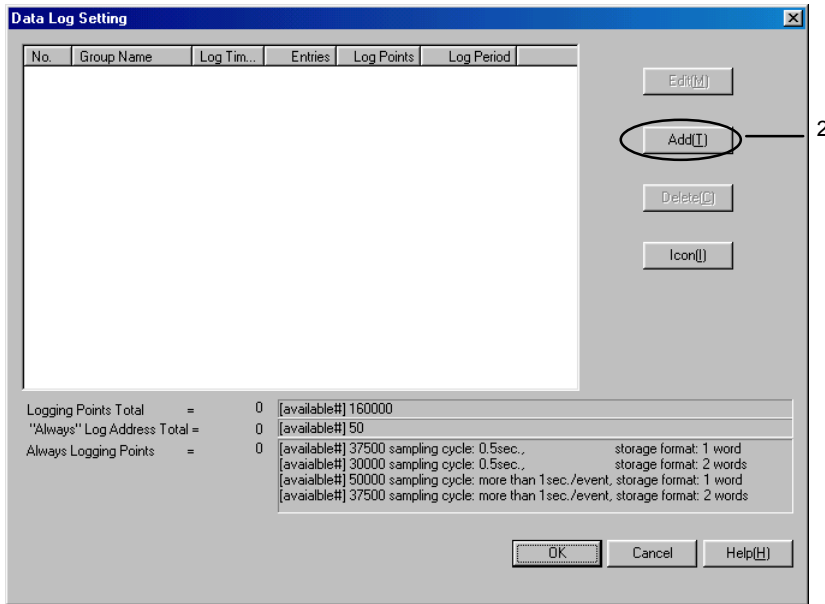 Data Log Setting
No. Group Name Log Tim... Entries Log Points Log Period
Edit(M)
Add(T)
2
Delete(C)
Icon(I)
Logging Points Total = 0 [available#] 160000
"Always" Log Address Total = 0 [available#] 50
Always Logging Points = 0 [available#] 37500 sampling cycle: 0.5sec., storage format: 1 word
[avaialble#] 30000 sampling cycle: 0.5sec., storage format: 2 words
[avaialble#] 50000 sampling cycle: more than 1sec./event, storage format: 1 word
[avaialble#] 37500 sampling cycle: more than 1sec./event, storage format: 2 words
OK Cancel Help(H)